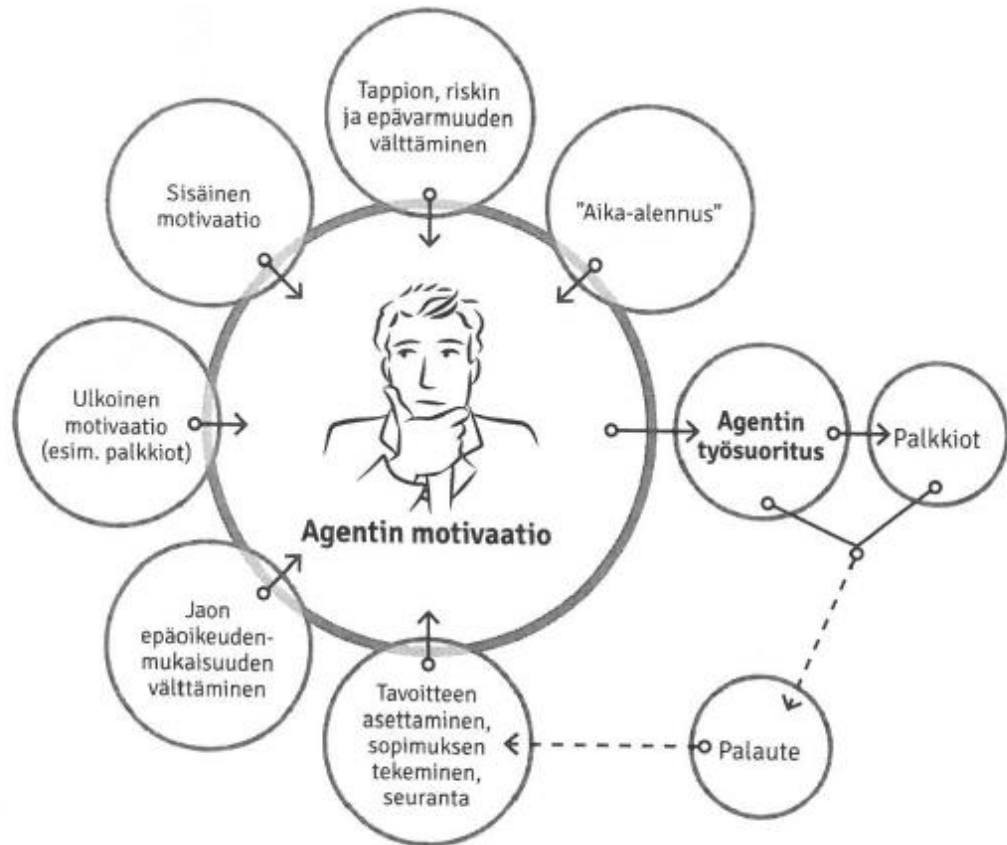 Tappion, riskin
ja epävarmuuden
välttäminen
Sisäinen
motivaatio
"Aika-alennus"
Ulkoinen
motivaatio
(esim. palkkiot)
Agentin
työsuoritus
Palkkiot
Agentin motivaatio
Jaon
epäoikeuden-
mukaisuuden
välttäminen
Tavoitteen
asettaminen,
sopimuksen
tekeminen,
seuranta
Palaute